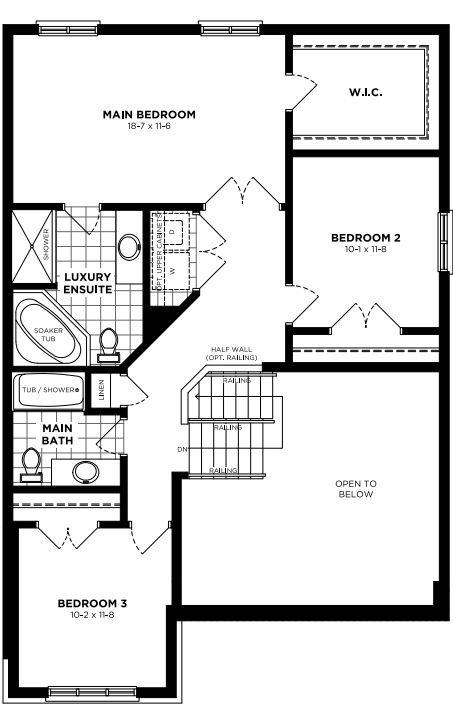 W.I.C.
MAIN BEDROOM
18-7 x 11-6
SHOWER
OPT. UPPER CABINETS
D
W
BEDROOM 2
10-1 x 11-8
LUXURY
ENSUITE
SOAKER
TUB
HALF WALL
(OPT. RAILING)
TUB / SHOWER
LINEN
RAILING
MAIN
BATH
RAILING
DN
RAILING
OPEN TO
BELOW
BEDROOM 3
10-2 x 11-8